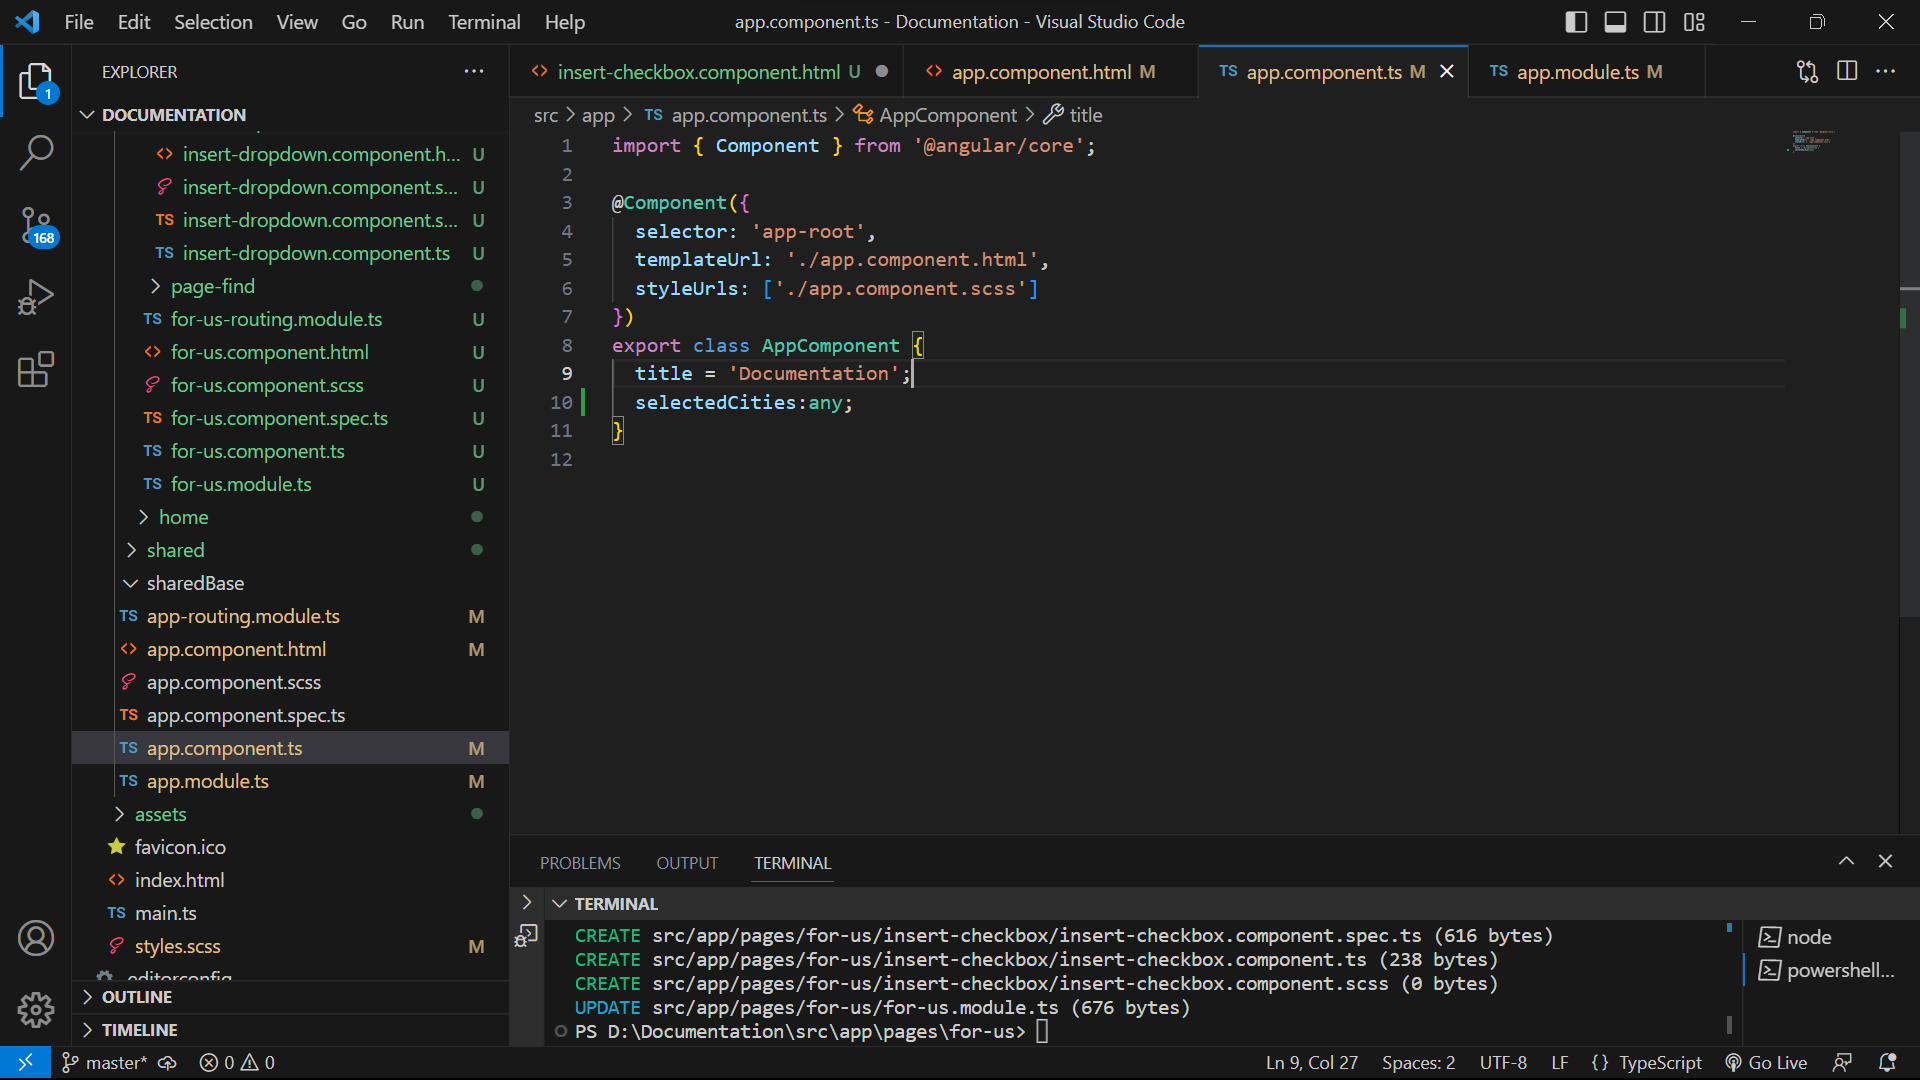 File Edit Selection View Go Run Terminal Help
app.component.ts - Documentation - Visual Studio Code
EXPLORER
DOCUMENTATION
insert-dropdown.component.h... U
insert-dropdown.component.s... U
TS insert-dropdown.component.s... U
TS insert-dropdown.component.ts U
page-find
TS for-us-routing.module.ts U
for-us.component.html U
for-us.component.scss U
TS for-us.component.spec.ts U
TS for-us.component.ts U
TS for-us.module.ts U
home
shared
sharedBase
TS app-routing.module.ts M
app.component.html M
app.component.scss
TS app.component.spec.ts
TS app.component.ts M
TS app.module.ts M
assets
favicon.ico
index.html
TS main.ts
styles.scss M
.editorconfig
OUTLINE
TIMELINE
1
168
insert-checkbox.component.html U
app.component.html M
TS app.component.ts M
TS app.module.ts M
src > app > TS app.component.ts > AppComponent > title
1 import { Component } from '@angular/core';
2
3 @Component({
4 selector: 'app-root',
5 templateUrl: './app.component.html',
6 styleUrls: ['./app.component.scss']
7 })
8 export class AppComponent {
9 title = 'Documentation';
10 selectedCities:any;
11 }
12
PROBLEMS OUTPUT TERMINAL
TERMINAL
CREATE src/app/pages/for-us/insert-checkbox/insert-checkbox.component.spec.ts (616 bytes)
CREATE src/app/pages/for-us/insert-checkbox/insert-checkbox.component.ts (238 bytes)
CREATE src/app/pages/for-us/insert-checkbox/insert-checkbox.component.scss (0 bytes)
UPDATE src/app/pages/for-us/for-us.module.ts (676 bytes)
PS D:\Documentation\src\app\pages\for-us>
node
powershell...
master* 0 0
Ln 9, Col 27 Spaces: 2 UTF-8 LF {} TypeScript Go Live